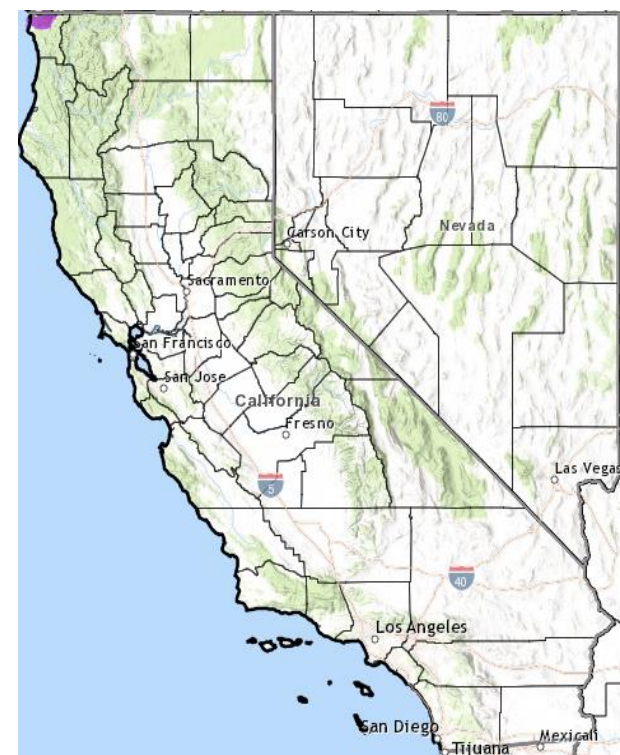 80
Nevada
Carson City
Sacramento
San Francisco
San Jose
California
Fresno
Las Vegas
5
40
Los Angeles
San Diego
Mexicali
Tijuana